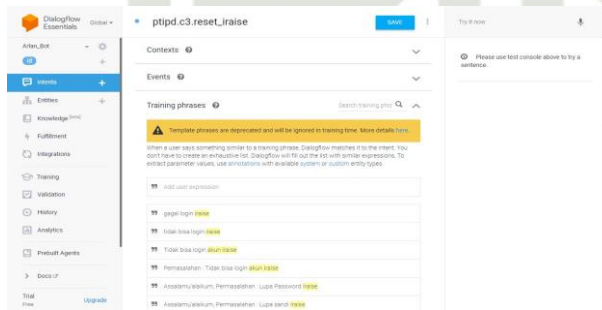 Dialogflow
Essentials
Global
Arlan_Bot
id
Intents
Entities
Knowledge [beta]
Fulfillment
Integrations
Training
Validation
History
Analytics
Prebuilt Agents
Docs
Trial
Free
Upgrade
ptipd.c3.reset_iraise
SAVE
Contexts
Events
Training phrases
Search training phra
Template phrases are deprecated and will be ignored in training time. More details here.
When a user says something similar to a training phrase, Dialogflow matches it to the intent. You
don't have to create an exhaustive list. Dialogflow will fill out the list with similar expressions. To
extract parameter values, use annotations with available system or custom entity types.
Add user expression
gagal login iraise
tidak bisa login iraise
Tidak bisa login akun iraise
Permasalahan : Tidak bisa login akun iraise
Assalamu'alaikum, Permasalahan : Lupa Password iraise
Assalamu'alaikum, Permasalahan : Lupa sandi iraise
Try it now
Please use test console above to try a
sentence.